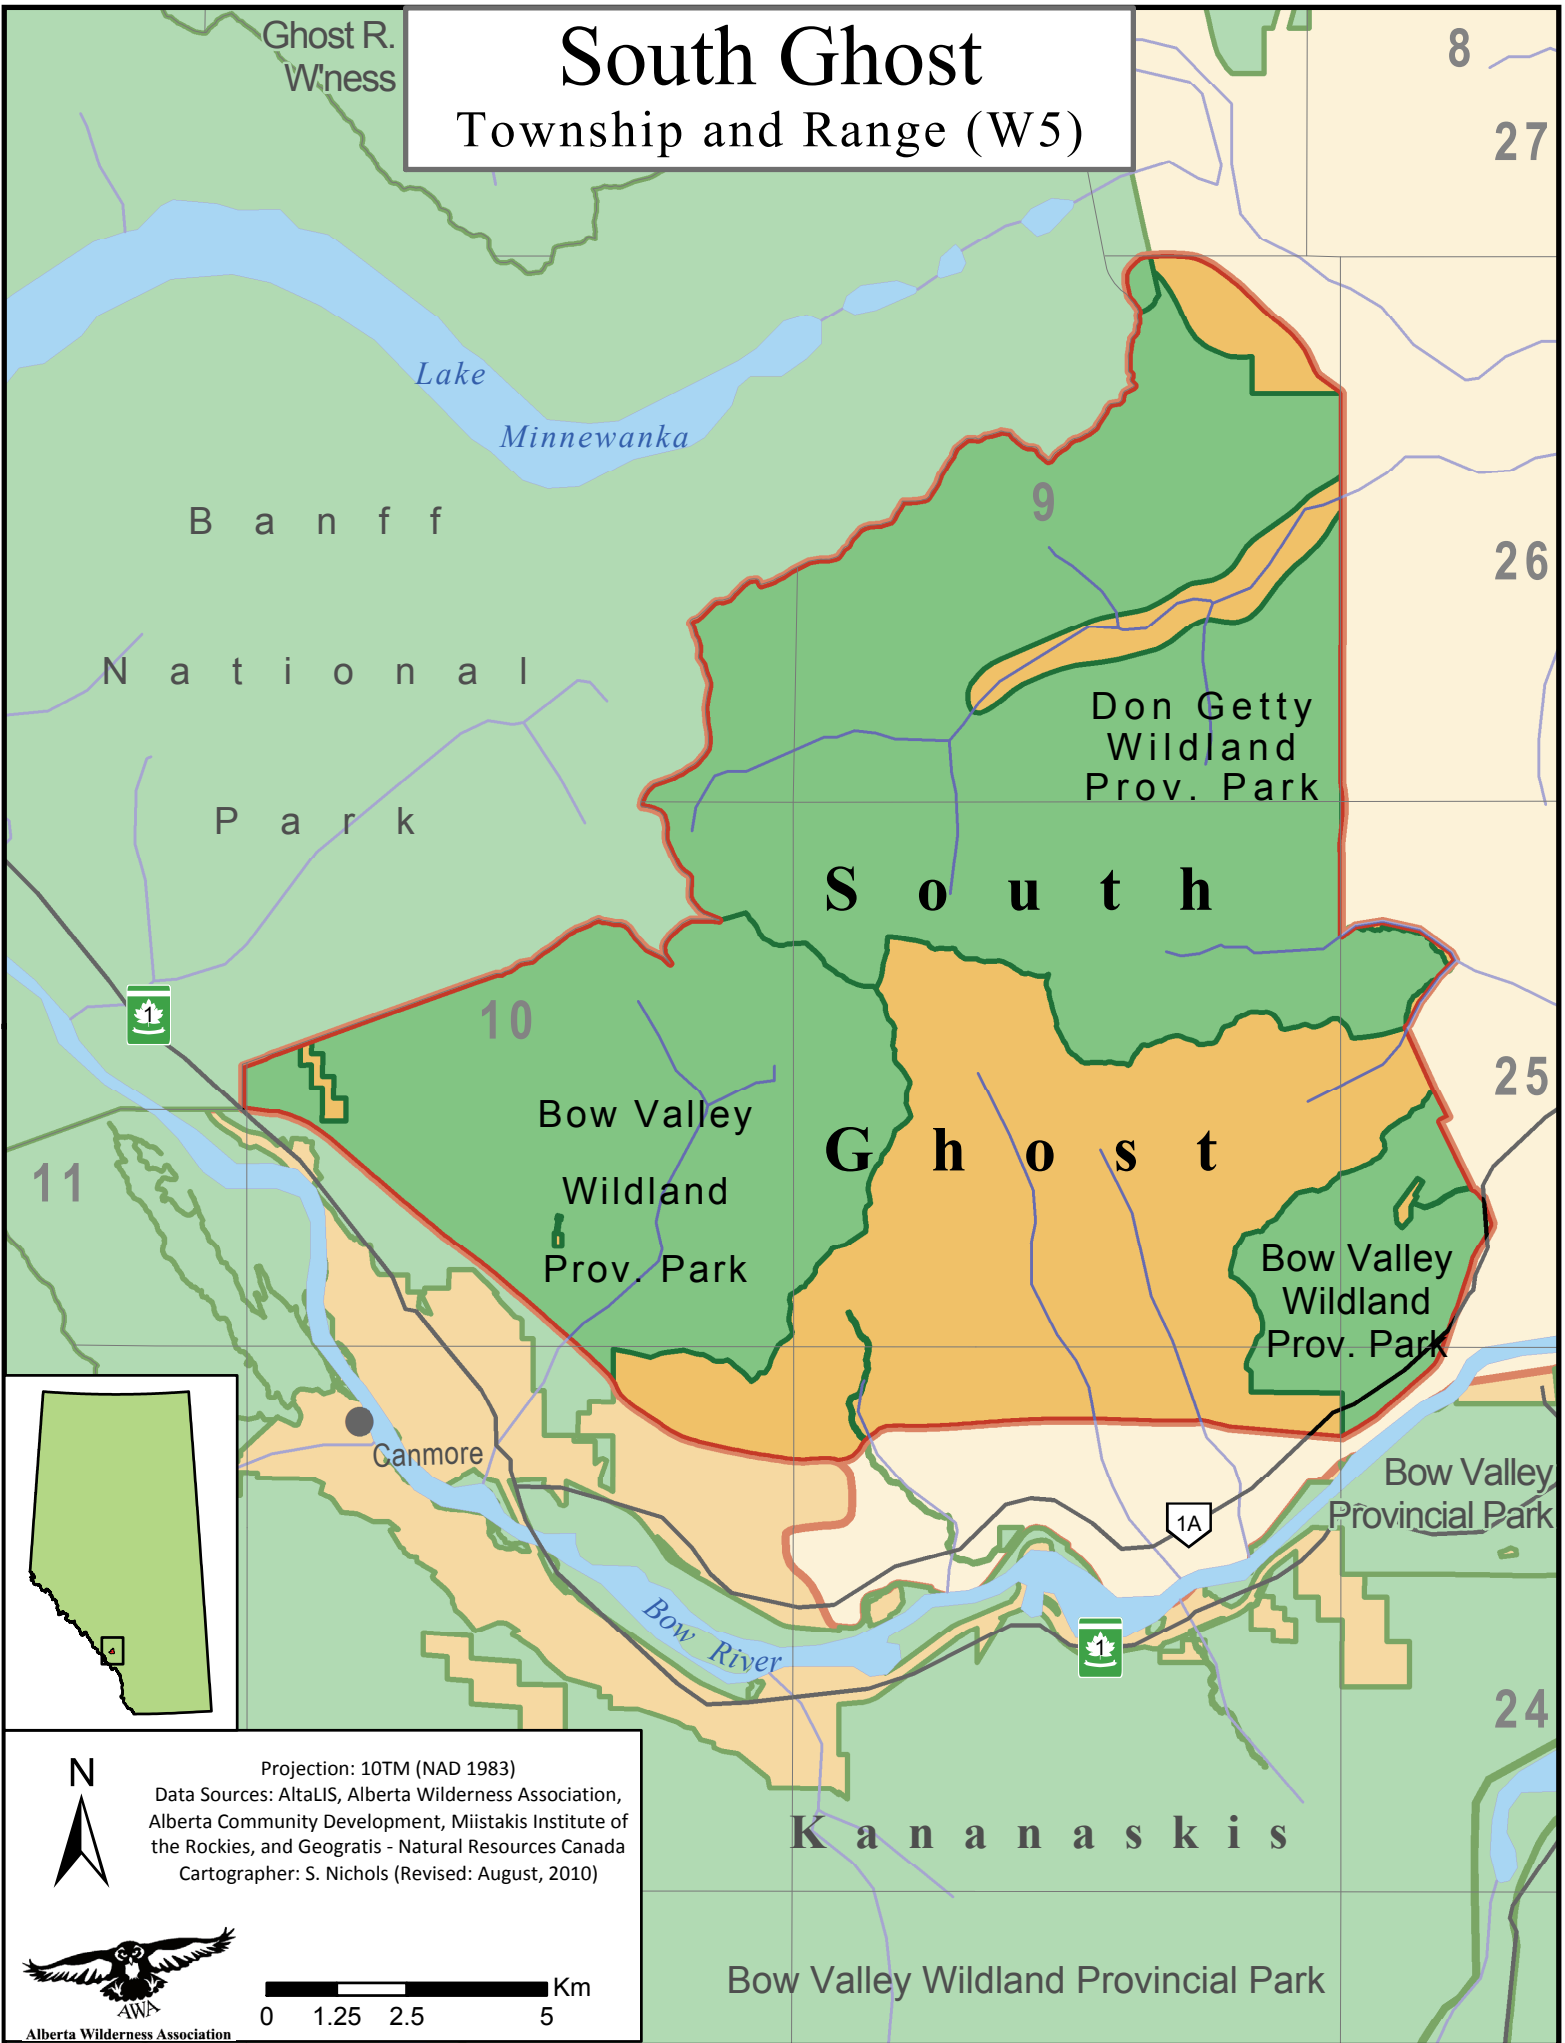 South Ghost
Township and Range (W5)
Ghost R.
W'ness
8
27
Lake
Minnewanka
9
26
B a n f f
N a t i o n a l
P a r k
Don Getty
Wildland
Prov. Park
S o u t h
1
10
25
Bow Valley
Wildland
Prov. Park
G h o s t
11
Bow Valley
Wildland
Prov. Park
Canmore
Bow Valley
Provincial Park
1A
Bow River
1
24
K a n a n a s k i s
Bow Valley Wildland Provincial Park
N
Projection: 10TM (NAD 1983)
Data Sources: AltaLIS, Alberta Wilderness Association,
Alberta Community Development, Miistakis Institute of
the Rockies, and Geogratis - Natural Resources Canada
Cartographer: S. Nichols (Revised: August, 2010)
AWA
Alberta Wilderness Association
Km
0 1.25 2.5 5